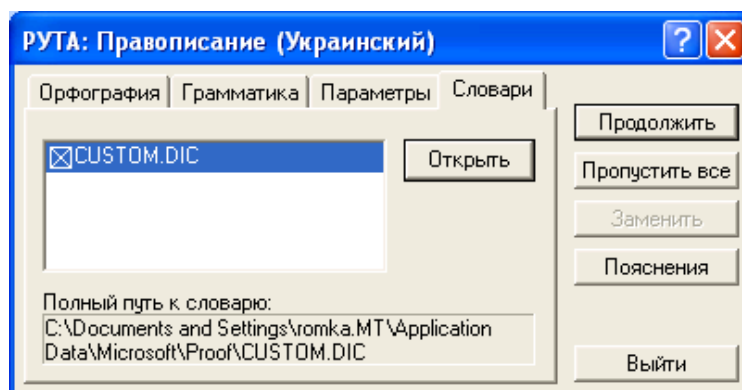 РУТА: Правописание (Украинский)
Орфография Грамматика Параметры Словари
CUSTOM.DIC
Открыть
Полный путь к словарю:
C:\Documents and Settings\romka.MT\Application
Data\Microsoft\Proof\CUSTOM.DIC
Продолжить
Пропустить все
Заменить
Пояснения
Выйти